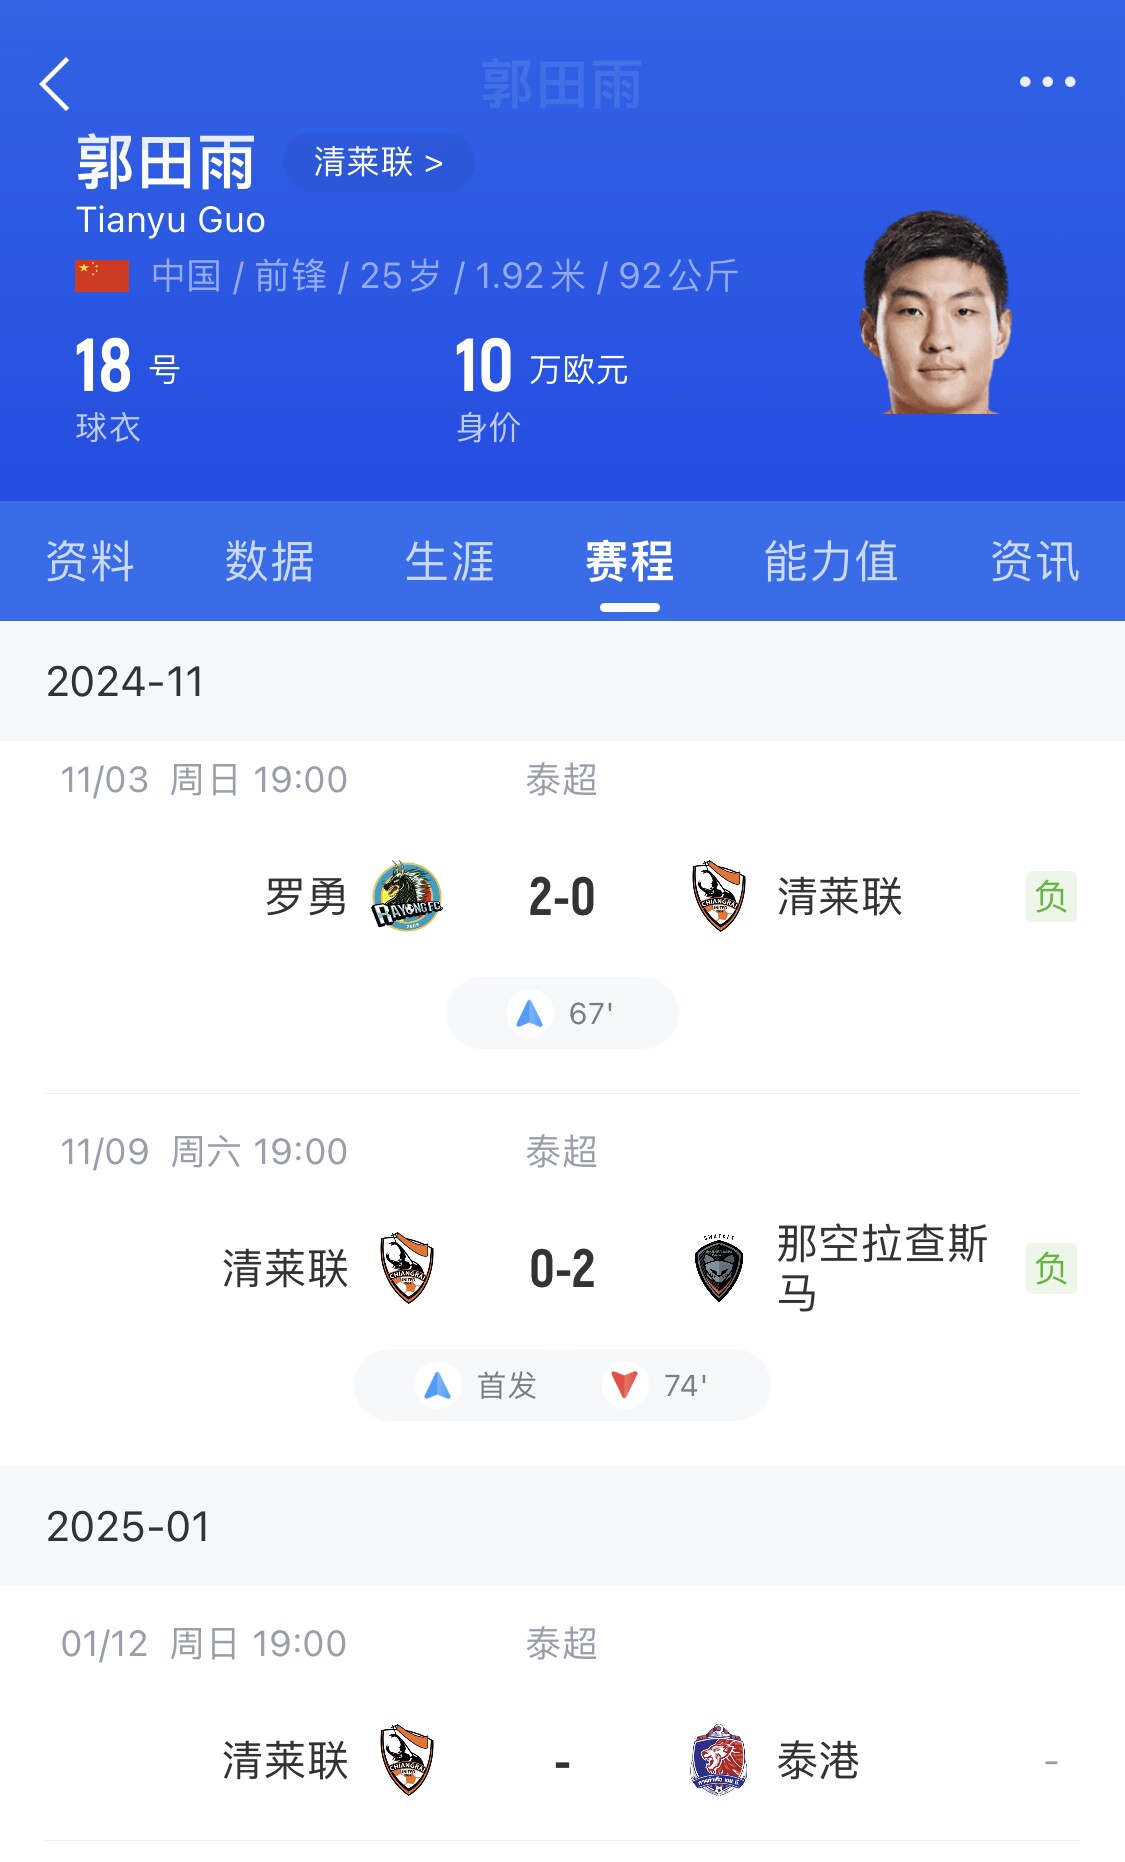 郭田雨
郭田雨 清莱联 >
Tianyu Guo
中国 / 前锋 / 25岁 / 1.92米 / 92公斤
18 号 10 万欧元
球衣 身价
资料 数据 生涯 赛程 能力值 资讯
2024-11
11/03 周日 19:00 泰超
罗勇 RAYONG FC 2-0 CHIANGRAI UNITED 清莱联 负
67'
11/09 周六 19:00 泰超
清莱联 CHIANGRAI UNITED 0-2 那空拉查斯马 负
首发 74'
2025-01
01/12 周日 19:00 泰超
清莱联 CHIANGRAI UNITED - 泰港 -